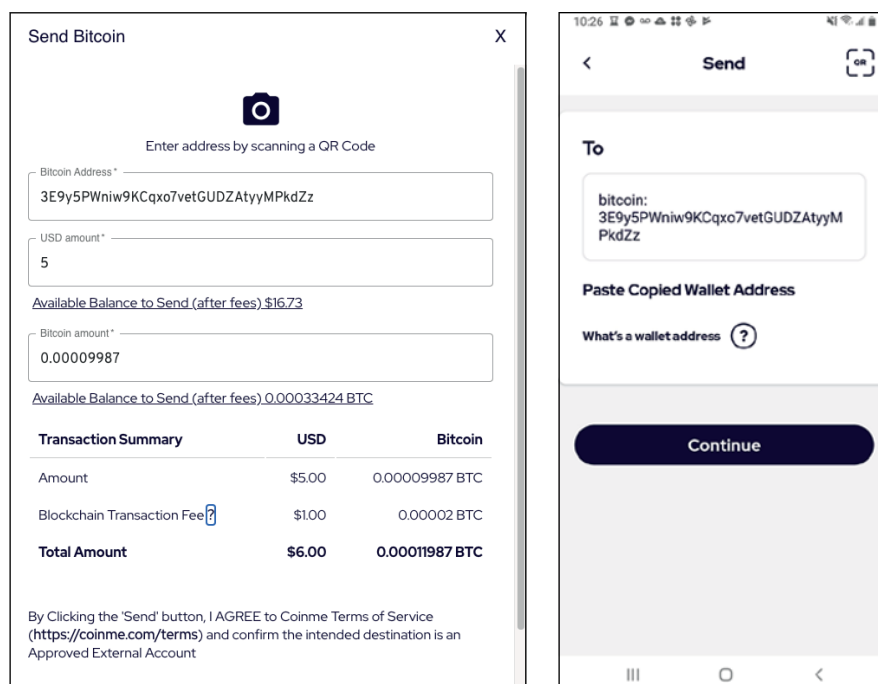 Send Bitcoin X
Enter address by scanning a QR Code
Bitcoin Address*
3E9y5PWniw9KCqxo7vetGUDZAtyyMPkdZz
USD amount*
5
Available Balance to Send (after fees) $16.73
Bitcoin amount*
0.00009987
Available Balance to Send (after fees) 0.00033424 BTC
Transaction Summary USD Bitcoin
Amount $5.00 0.00009987 BTC
Blockchain Transaction Fee ? $1.00 0.00002 BTC
Total Amount $6.00 0.00011987 BTC
By Clicking the 'Send' button, I AGREE to Coinme Terms of Service
(https://coinme.com/terms) and confirm the intended destination is an
Approved External Account
10:26
Send QR
To
bitcoin:
3E9y5PWniw9KCqxo7vetGUDZAtyyM
PkdZz
Paste Copied Wallet Address
What's a wallet address ?
Continue